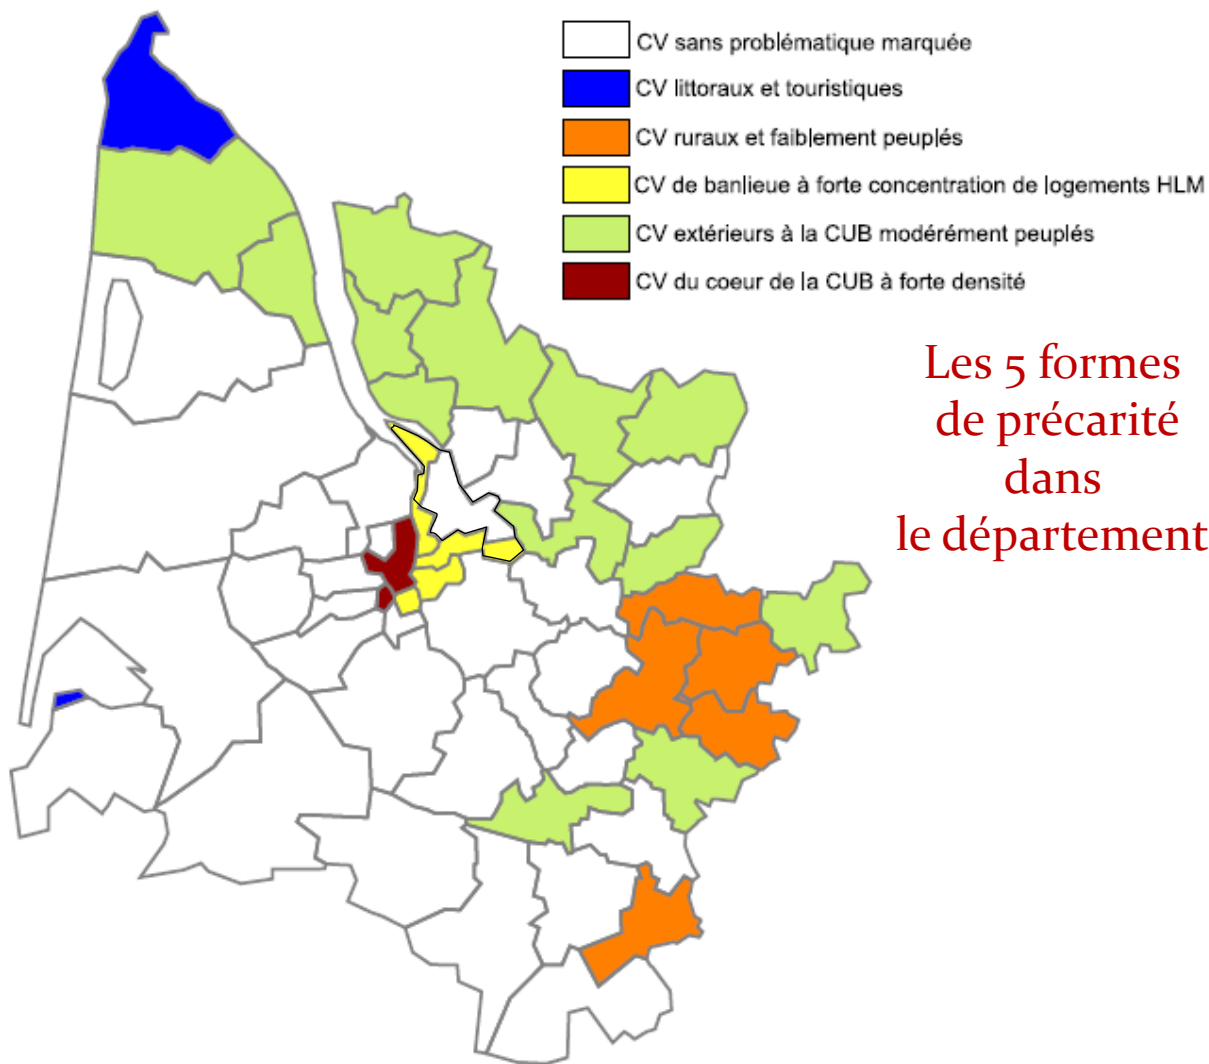 CV sans problématique marquée
CV littoraux et touristiques
CV ruraux et faiblement peuplés
CV de banlieue à forte concentration de logements HLM
CV extérieurs à la CUB modérément peuplés
CV du coeur de la CUB à forte densité
Les 5 formes
de précarité
dans
le département